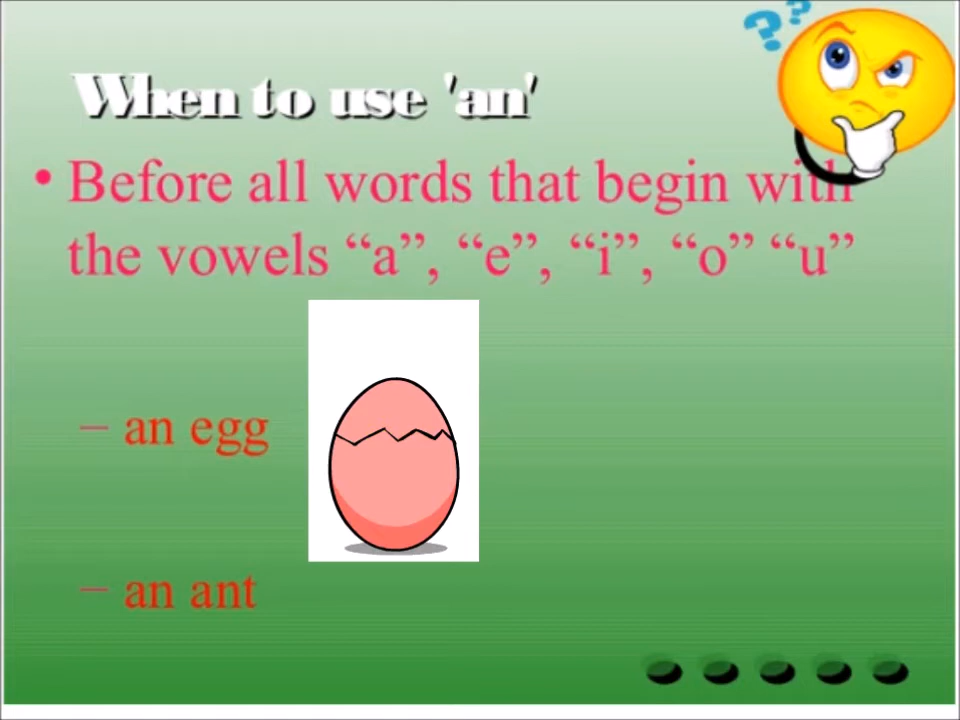 When to use 'an'
• Before all words that begin with
the vowels “a”, “e”, “i”, “o” “u”
– an egg
– an ant